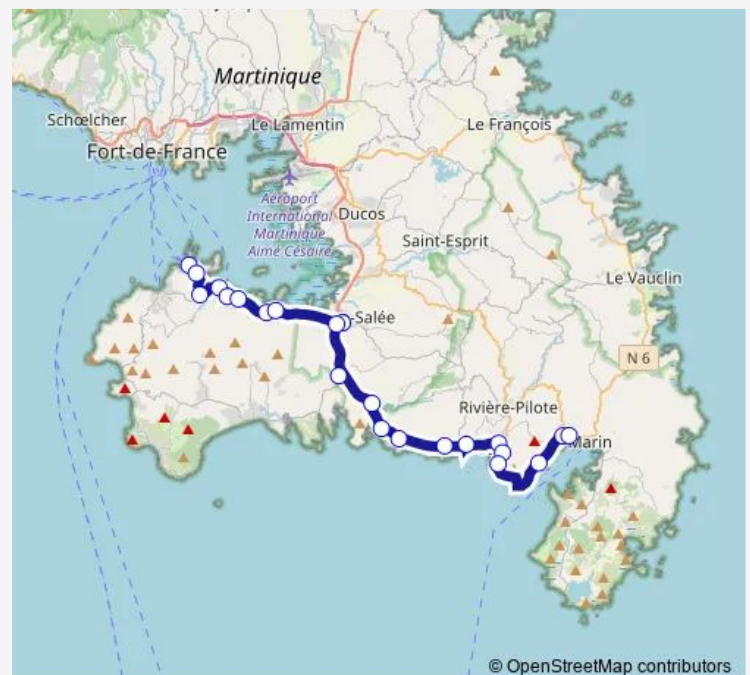 Martinique
Schœlcher
Le Lamentin
Le François
Fort-de-France
Aéroport
International
Martinique
Aimé Césaire
Ducos
Saint-Esprit
Le Vauclin
-Salée
N 6
Rivière-Pilote
Marin
© OpenStreetMap contributors